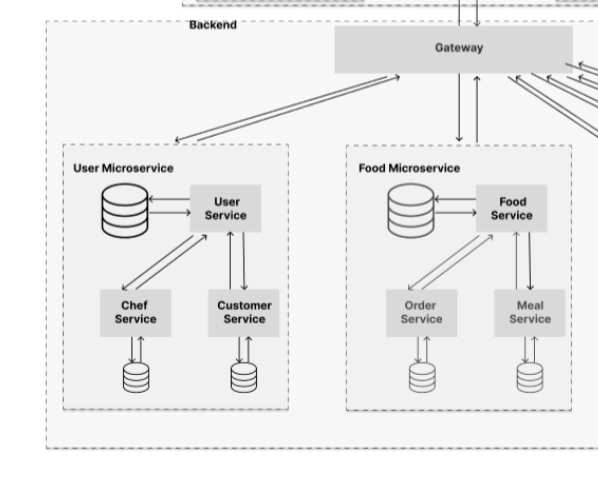 Backend
Gateway
User Microservice
User
Service
Chef
Service
Customer
Service
Food Microservice
Food
Service
Order
Service
Meal
Service